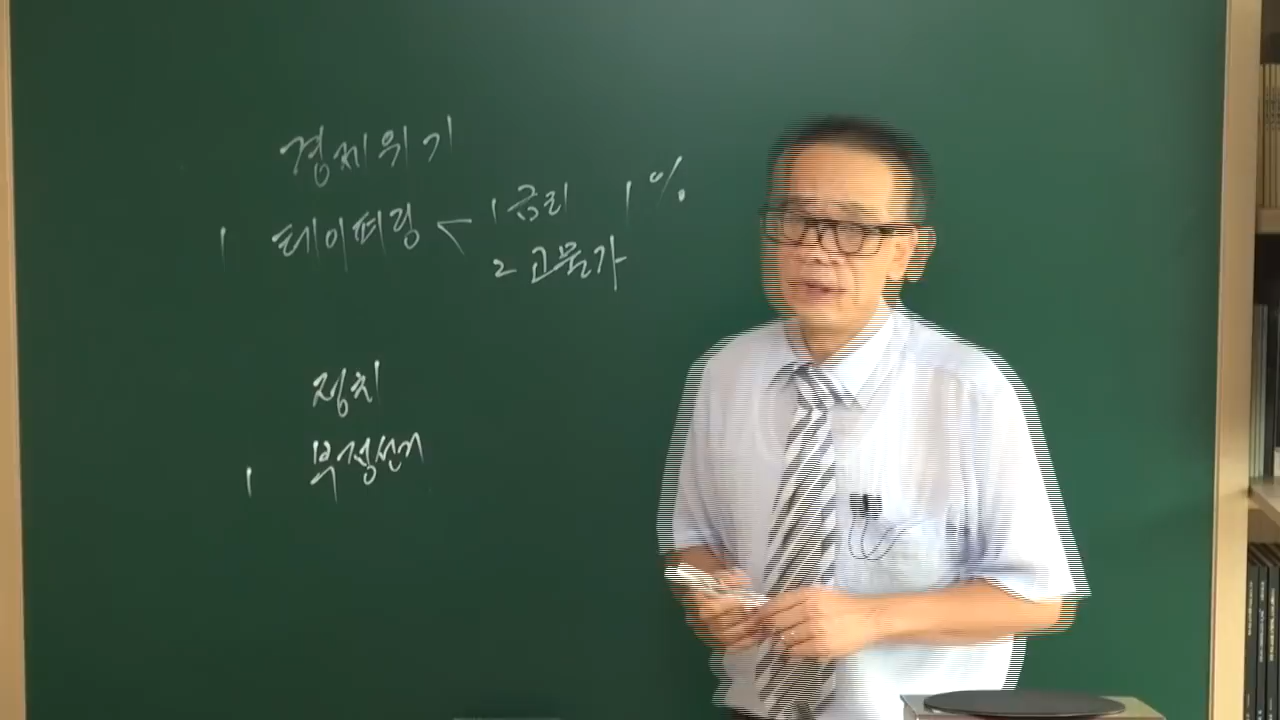 경제위기
1 테이퍼링 < 1 금리 1%
2 고물가
정치
1 부정선거